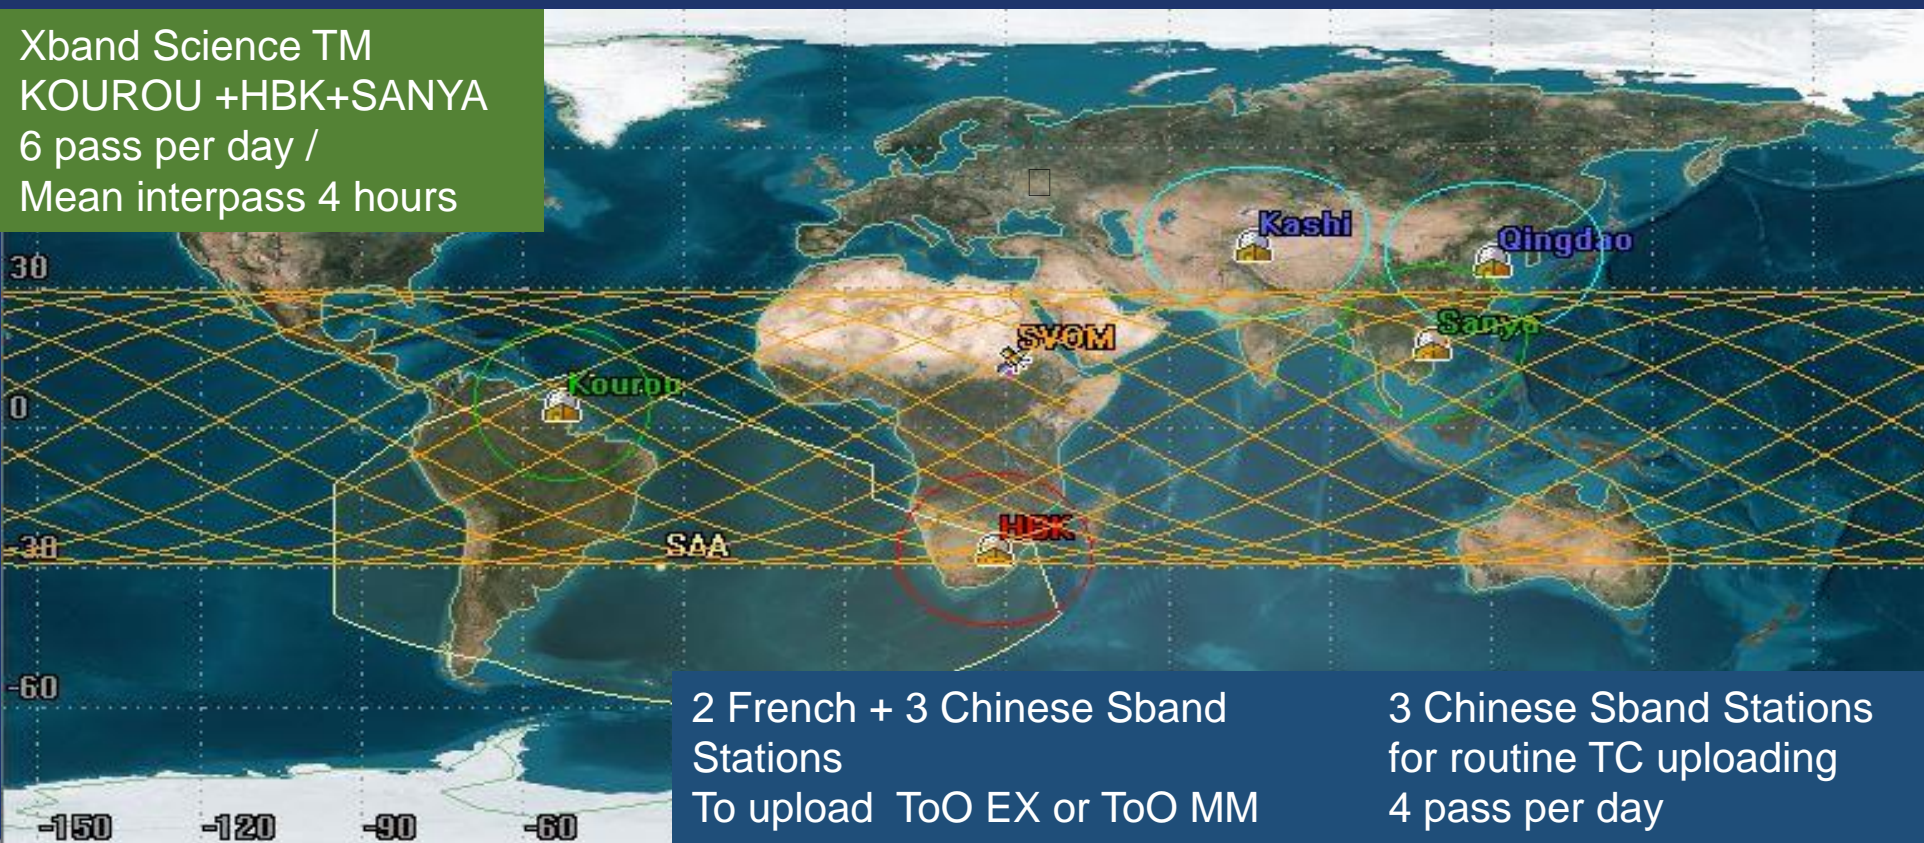 Xband Science TM
KOUROU +HBK+SANYA
6 pass per day /
Mean interpass 4 hours
Kashi
Qingdao
30
Sanya
SVOM
Kourou
0
HBK
-30
SAA
-60
2 French + 3 Chinese Sband
Stations
To upload ToO EX or ToO MM
3 Chinese Sband Stations
for routine TC uploading
4 pass per day
-150 -120 -90 -60